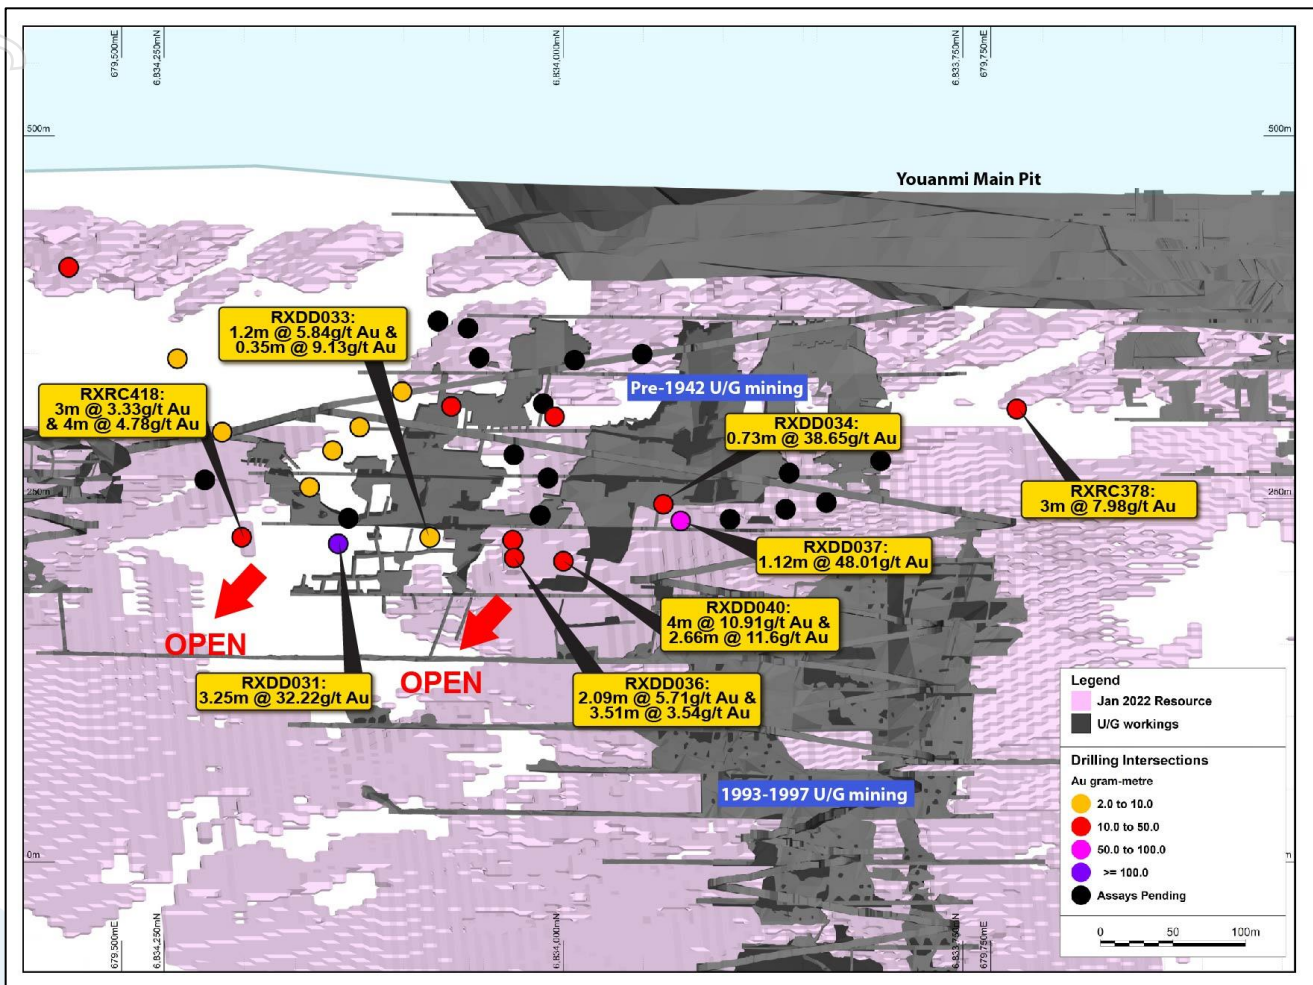 679,500mE
6,834,250mN
6,834,000mN
6,833,750mN
679,750mE
500m
500m
Youanmi Main Pit
RXDD033:
1.2m @ 5.84g/t Au &
0.35m @ 9.13g/t Au
Pre-1942 U/G mining
RXRC418:
3m @ 3.33g/t Au
& 4m @ 4.78g/t Au
RXDD034:
0.73m @ 38.65g/t Au
250m
250m
RXRC378:
3m @ 7.98g/t Au
RXDD037:
1.12m @ 48.01g/t Au
RXDD040:
4m @ 10.91g/t Au &
2.66m @ 11.6g/t Au
OPEN
OPEN
RXDD031:
3.25m @ 32.22g/t Au
RXDD036:
2.09m @ 5.71g/t Au &
3.51m @ 3.54g/t Au
Legend
Jan 2022 Resource
U/G workings
Drilling Intersections
Au gram-metre
2.0 to 10.0
10.0 to 50.0
50.0 to 100.0
>= 100.0
Assays Pending
1993-1997 U/G mining
0m
0 50 100m
679,500mE
6,834,250mN
6,834,000mN
6,833,750mN
679,750mE